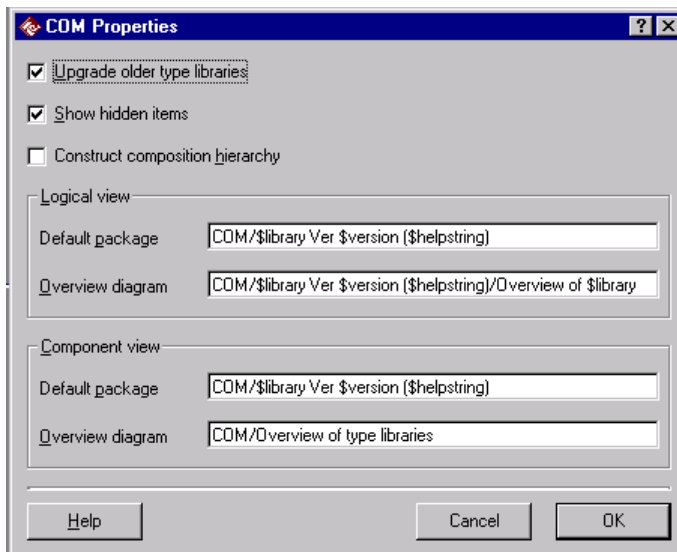 COM Properties
Upgrade older type libraries
Show hidden items
Construct composition hierarchy
Logical view
Default package
COM/$library Ver $version ($helpstring)
Overview diagram
COM/$library Ver $version ($helpstring)/Overview of $library
Component view
Default package
COM/$library Ver $version ($helpstring)
Overview diagram
COM/Overview of type libraries
Help
Cancel
OK